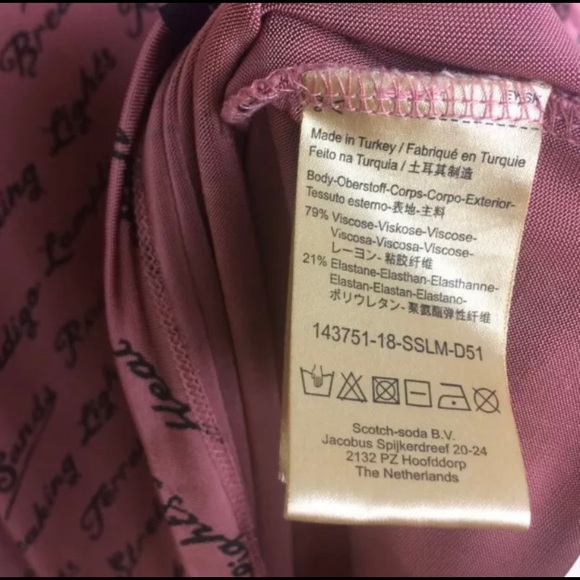 Made in Turkey / Fabriqué en Turquie
Feito na Turquia / 土耳其制造
Body-Oberstoff-Corps-Corpo-Exterior-
Tessuto esterno-表地-主料
79% Viscose-Viskose-Viscose-
Viscosa-Viscosa-Viscose-
レーヨン- 粘胶纤维
21% Elastane-Elasthan-Elasthanne-
Elastan-Elastan-Elastano-
ポリウレタン- 聚氨酯弹性纤维
143751-18-SSLM-D51
Scotch-soda B.V.
Jacobus Spijkerdreef 20-24
2132 PZ Hoofddorp
The Netherlands
Lights
Heat
Sands